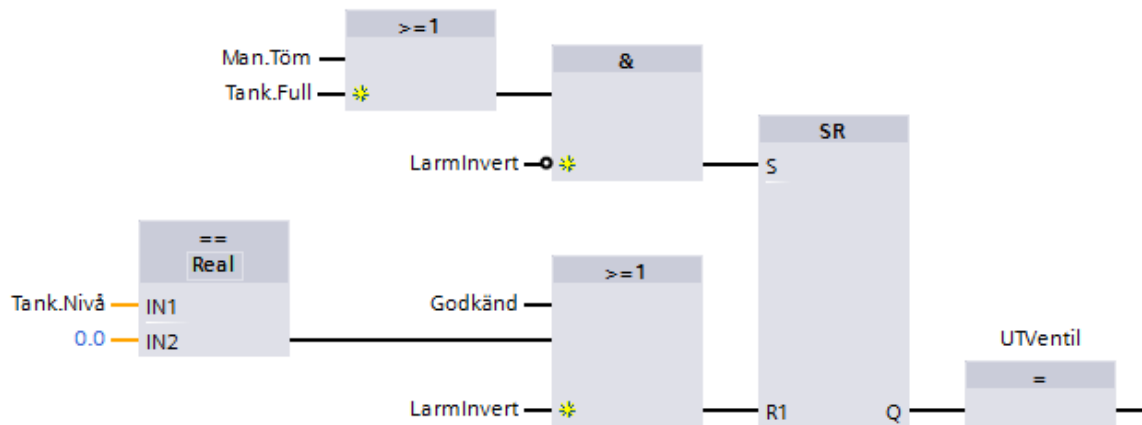 >=1
Man.Töm
Tank.Full
&
LarmInvert
SR
S
==
Real
Tank.Nivå IN1
0.0 IN2
>=1
Godkänd
LarmInvert
R1 Q
UTVentil
=